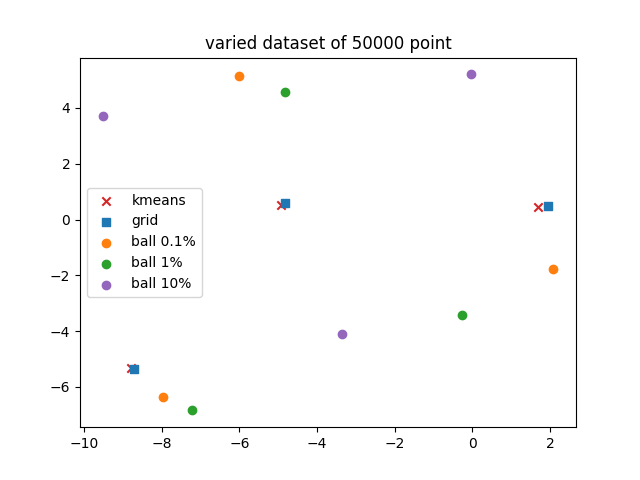 varied dataset of 50000 point
4
2
0
−2
−4
−6
kmeans
grid
ball 0.1%
ball 1%
ball 10%
−10 −8 −6 −4 −2 0 2